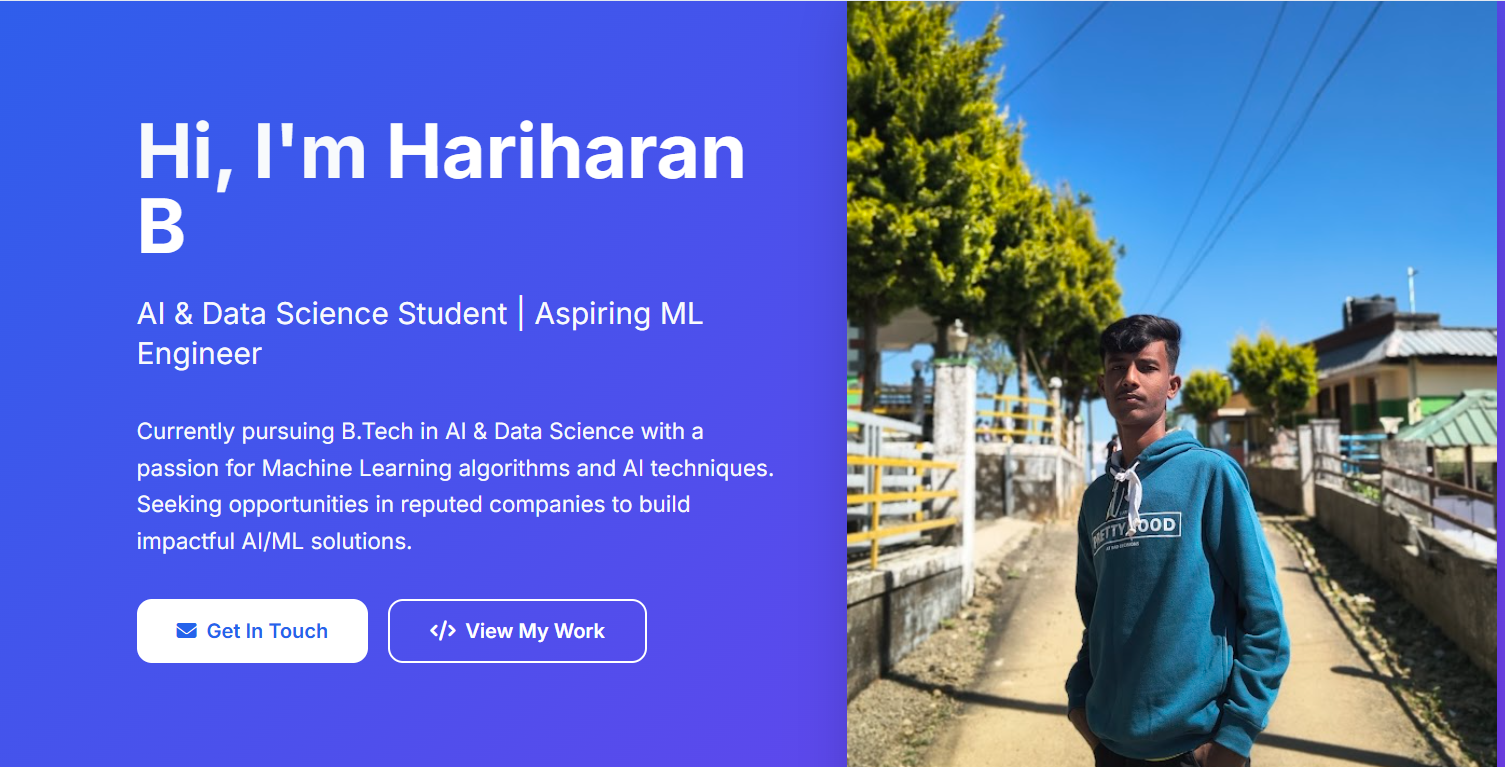 Hi, I'm Hariharan
B
AI & Data Science Student | Aspiring ML
Engineer
Currently pursuing B.Tech in AI & Data Science with a
passion for Machine Learning algorithms and AI techniques.
Seeking opportunities in reputed companies to build
impactful AI/ML solutions.
Get In Touch
View My Work
PRETTY